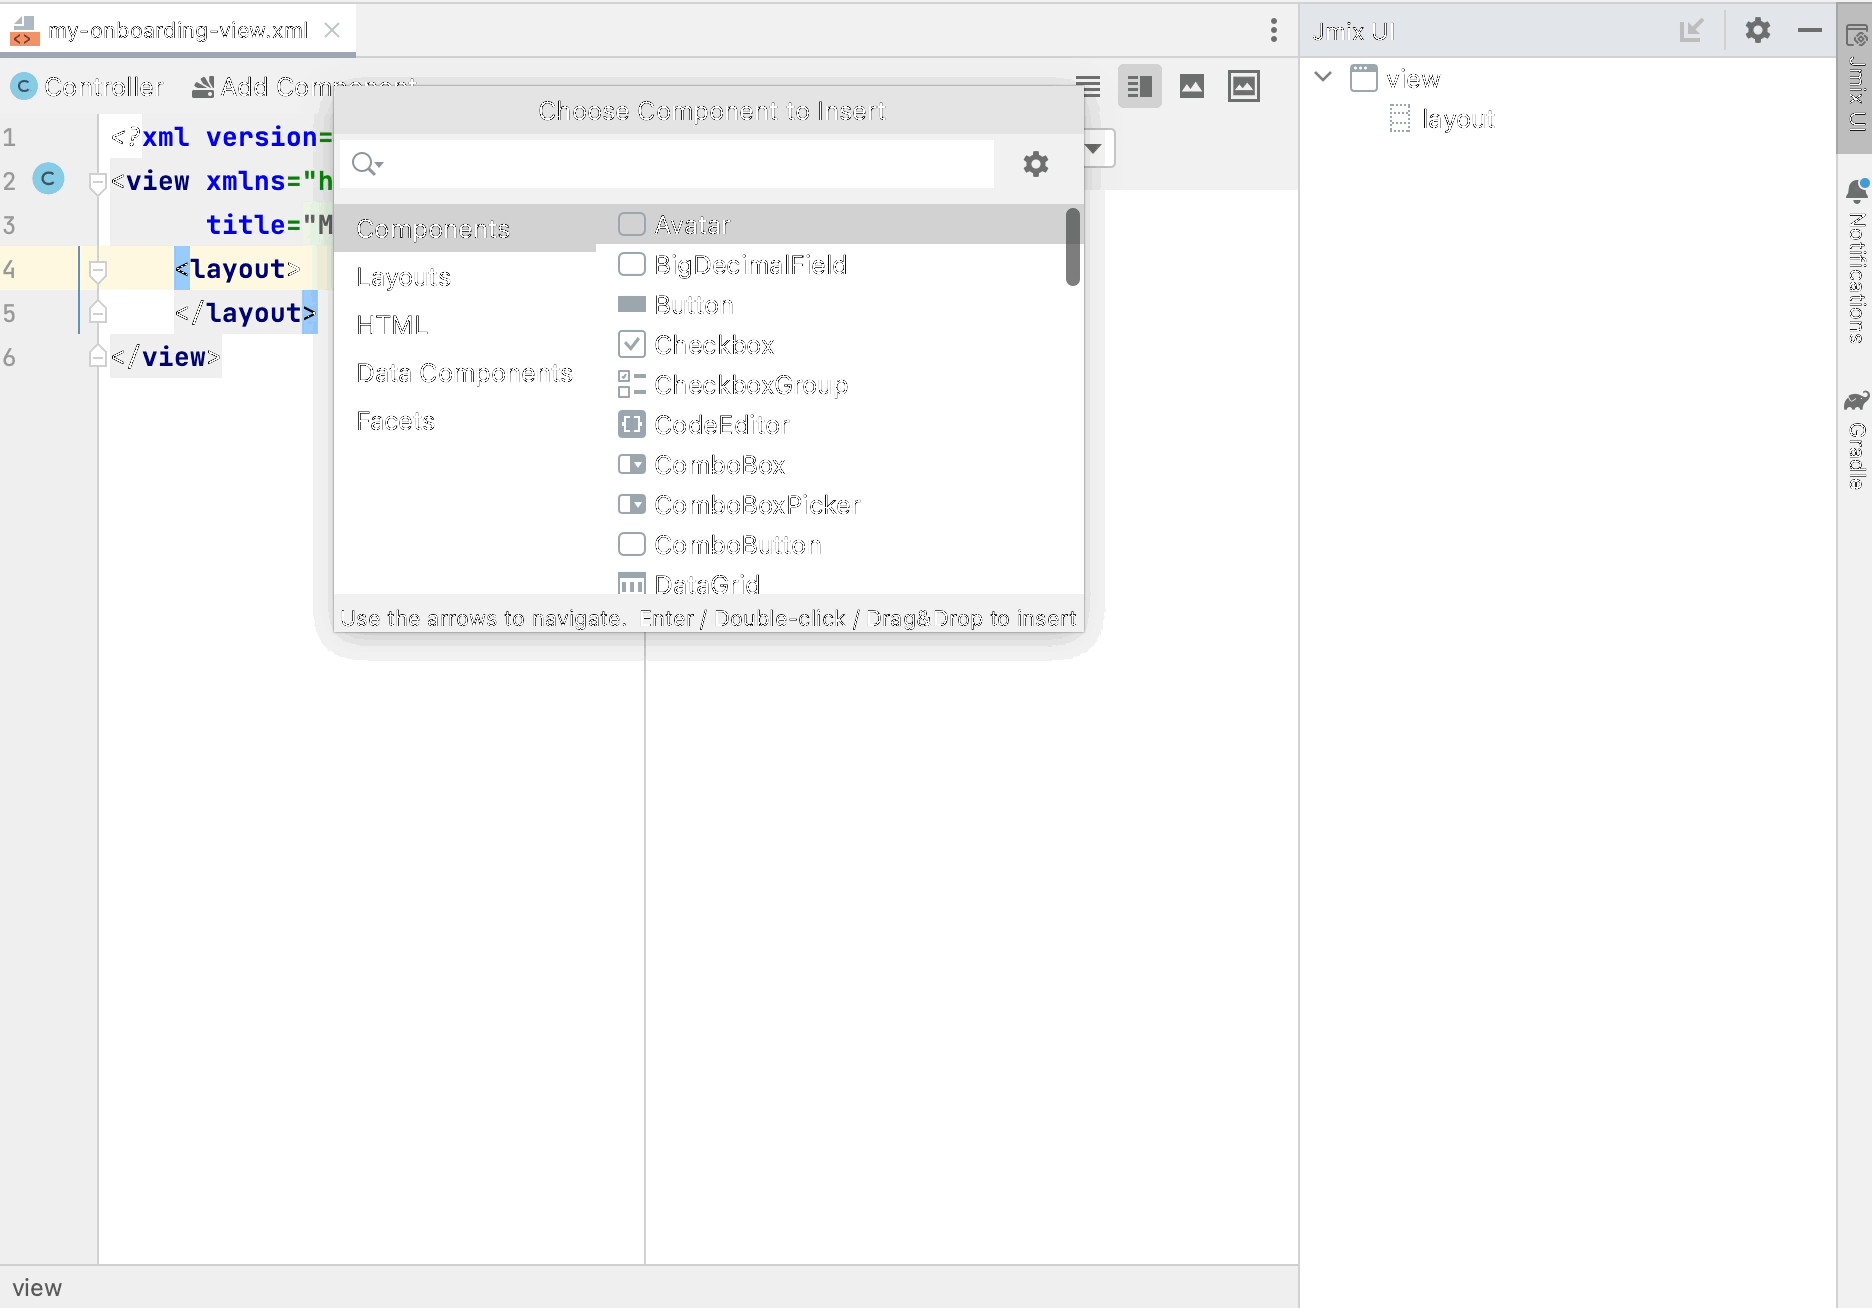 my-onboarding-view.xml
Jmix UI
Controller
Add Component
Choose Component to Insert
1 <?xml version=
2 <view xmlns="h
3 title="M
4 <layout>
5 </layout>
6 </view>
Components
Layouts
HTML
Data Components
Facets
Avatar
BigDecimalField
Button
Checkbox
CheckboxGroup
CodeEditor
ComboBox
ComboBoxPicker
ComboButton
DataGrid
Use the arrows to navigate. Enter / Double-click / Drag&Drop to insert
view
layout
Jmix UI
Notifications
Gradle
view